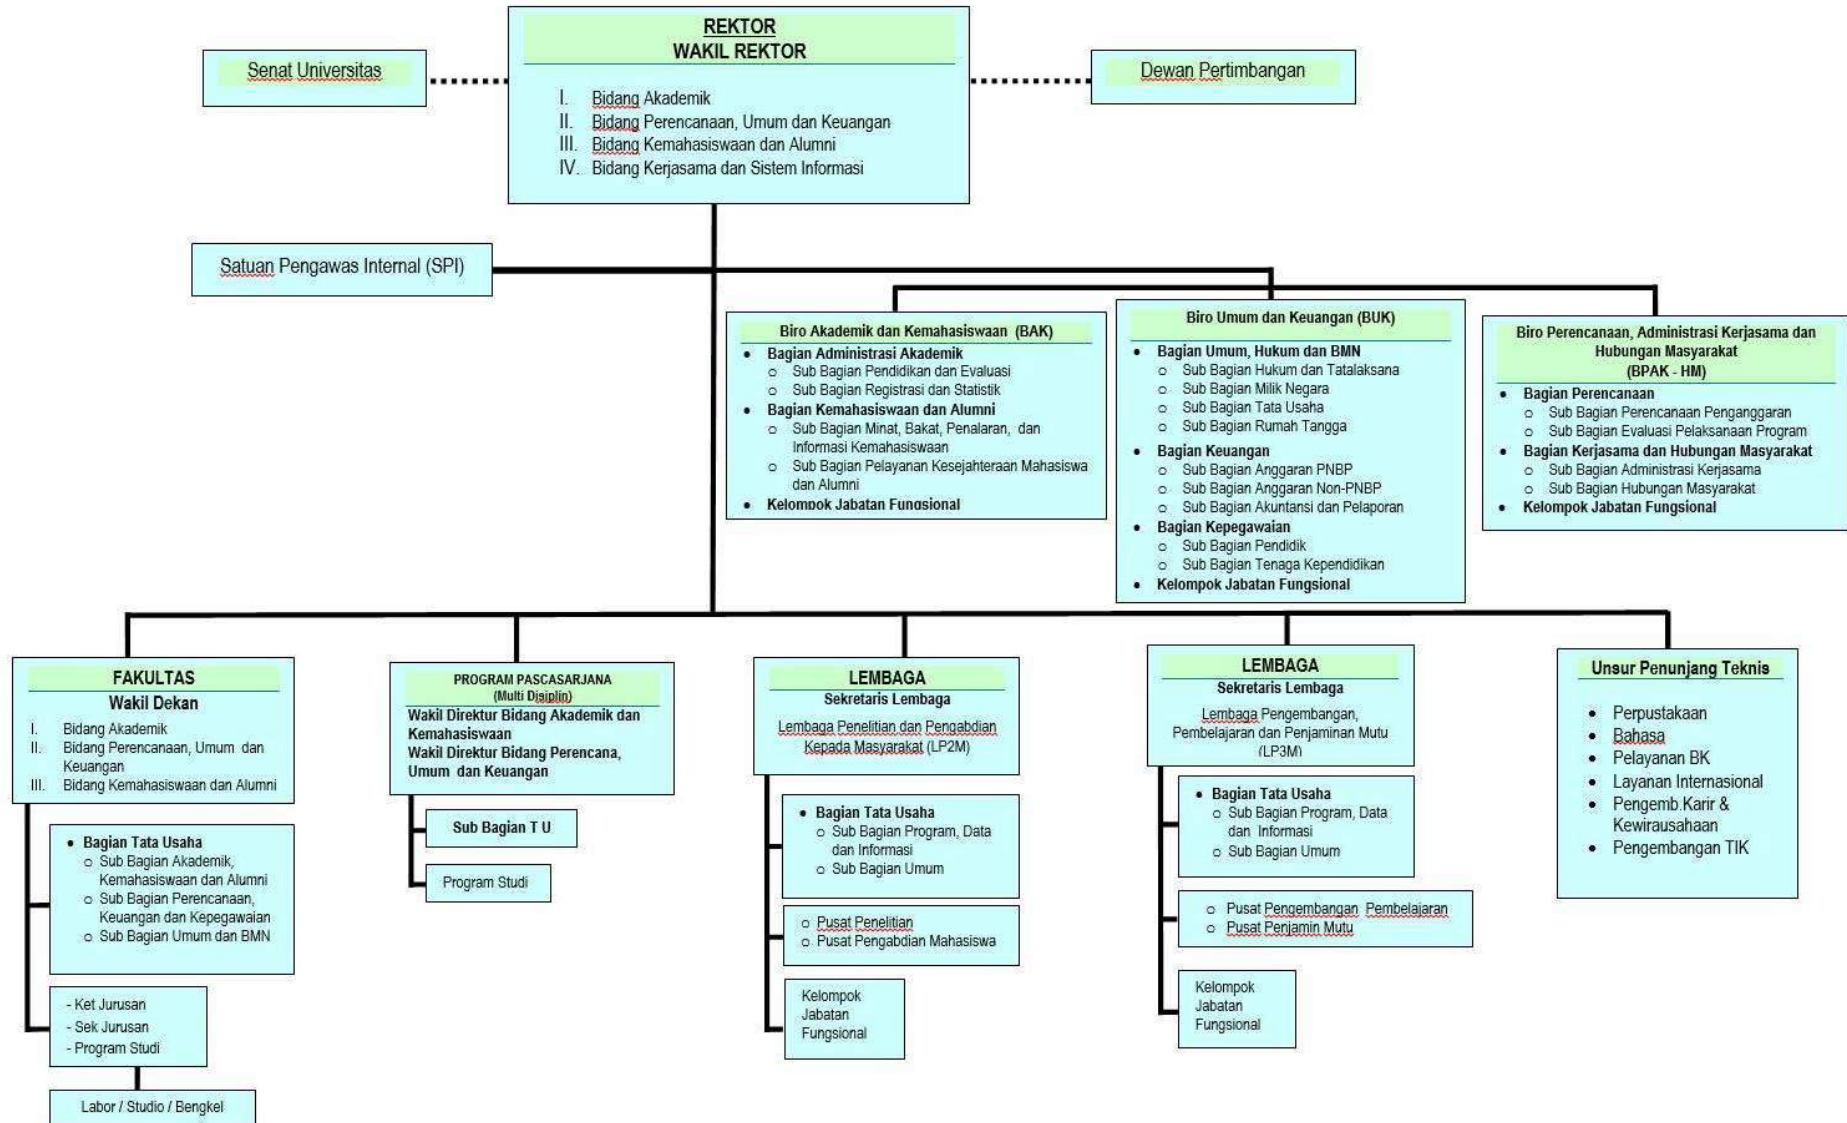 REKTOR
WAKIL REKTOR
I. Bidang Akademik
II. Bidang Perencanaan, Umum dan Keuangan
III. Bidang Kemahasiswaan dan Alumni
IV. Bidang Kerjasama dan Sistem Informasi
Senat Universitas
Dewan Pertimbangan
Satuan Pengawas Internal (SPI)
Biro Akademik dan Kemahasiswaan (BAK)
• Bagian Administrasi Akademik
o Sub Bagian Pendidikan dan Evaluasi
o Sub Bagian Registrasi dan Statistik
• Bagian Kemahasiswaan dan Alumni
o Sub Bagian Minat, Bakat, Penalaran, dan
Informasi Kemahasiswaan
o Sub Bagian Pelayanan Kesejahteraan Mahasiswa
dan Alumni
• Kelompok Jabatan Fungsional
Biro Umum dan Keuangan (BUK)
• Bagian Umum, Hukum dan BMN
o Sub Bagian Hukum dan Tatalaksana
o Sub Bagian Milik Negara
o Sub Bagian Tata Usaha
o Sub Bagian Rumah Tangga
• Bagian Keuangan
o Sub Bagian Anggaran PNBP
o Sub Bagian Anggaran Non-PNBP
o Sub Bagian Akuntansi dan Pelaporan
• Bagian Kepegawaian
o Sub Bagian Pendidik
o Sub Bagian Tenaga Kependidikan
• Kelompok Jabatan Fungsional
Biro Perencanaan, Administrasi Kerjasama dan
Hubungan Masyarakat
(BPAK - HM)
• Bagian Perencanaan
o Sub Bagian Perencanaan Penganggaran
o Sub Bagian Evaluasi Pelaksanaan Program
• Bagian Kerjasama dan Hubungan Masyarakat
o Sub Bagian Administrasi Kerjasama
o Sub Bagian Hubungan Masyarakat
• Kelompok Jabatan Fungsional
FAKULTAS
Wakil Dekan
I. Bidang Akademik
II. Bidang Perencanaan, Umum dan
Keuangan
III. Bidang Kemahasiswaan dan Alumni
• Bagian Tata Usaha
o Sub Bagian Akademik,
Kemahasiswaan dan Alumni
o Sub Bagian Perencanaan,
Keuangan dan Kepegawaian
o Sub Bagian Umum dan BMN
- Ket Jurusan
- Sek Jurusan
- Program Studi
Labor / Studio / Bengkel
PROGRAM PASCASARJANA
(Multi Disiplin)
Wakil Direktur Bidang Akademik dan
Kemahasiswaan
Wakil Direktur Bidang Perencana,
Umum dan Keuangan
Sub Bagian T U
Program Studi
LEMBAGA
Sekretaris Lembaga
Lembaga Penelitian dan Pengabdian
Kepada Masyarakat (LP2M)
• Bagian Tata Usaha
o Sub Bagian Program, Data
dan Informasi
o Sub Bagian Umum
o Pusat Penelitian
o Pusat Pengabdian Mahasiswa
Kelompok
Jabatan
Fungsional
LEMBAGA
Sekretaris Lembaga
Lembaga Pengembangan,
Pembelajaran dan Penjaminan Mutu
(LP3M)
• Bagian Tata Usaha
o Sub Bagian Program, Data
dan Informasi
o Sub Bagian Umum
o Pusat Pengembangan Pembelajaran
o Pusat Penjamin Mutu
Kelompok
Jabatan
Fungsional
Unsur Penunjang Teknis
• Perpustakaan
• Bahasa
• Pelayanan BK
• Layanan Internasional
• Pengemb.Karir &
Kewirausahaan
• Pengembangan TIK